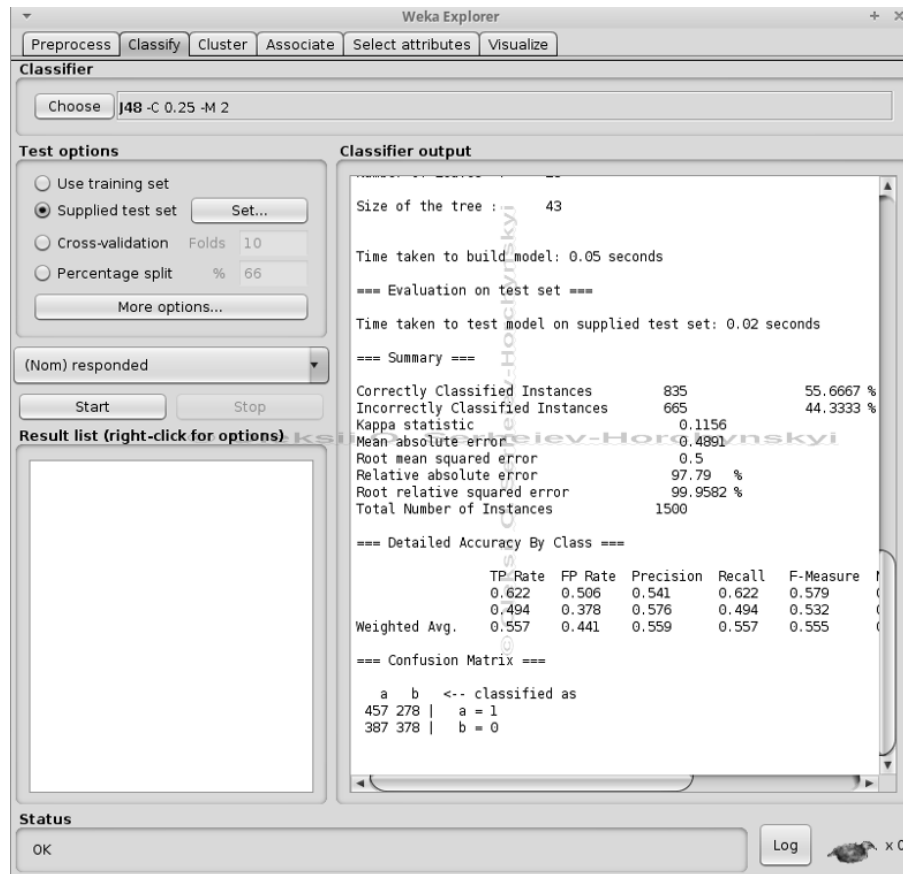 Weka Explorer
Preprocess Classify Cluster Associate Select attributes Visualize
Classifier
Choose J48 -C 0.25 -M 2
Test options
Use training set
Supplied test set Set...
Cross-validation Folds 10
Percentage split % 66
More options...
(Nom) responded
Start Stop
Result list (right-click for options)
Classifier output
Size of the tree : 43
Time taken to build model: 0.05 seconds
=== Evaluation on test set ===
Time taken to test model on supplied test set: 0.02 seconds
=== Summary ===
Correctly Classified Instances 835 55.6667 %
Incorrectly Classified Instances 665 44.3333 %
Kappa statistic 0.1156
Mean absolute error 0.4891
Root mean squared error 0.5
Relative absolute error 97.79 %
Root relative squared error 99.9582 %
Total Number of Instances 1500
=== Detailed Accuracy By Class ===
TP Rate FP Rate Precision Recall F-Measure
0.622 0.506 0.541 0.622 0.579
0.494 0.378 0.576 0.494 0.532
Weighted Avg. 0.557 0.441 0.559 0.557 0.555
=== Confusion Matrix ===
a b <-- classified as
457 278 | a = 1
387 378 | b = 0
Status
OK
Log
x 0